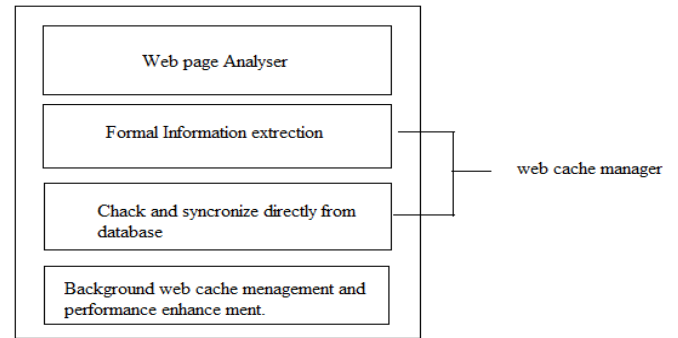 Web page Analyser
Formal Information extrection
web cache manager
Chack and syncronize directly from
database
Background web cache menagement and
performance enhance ment.